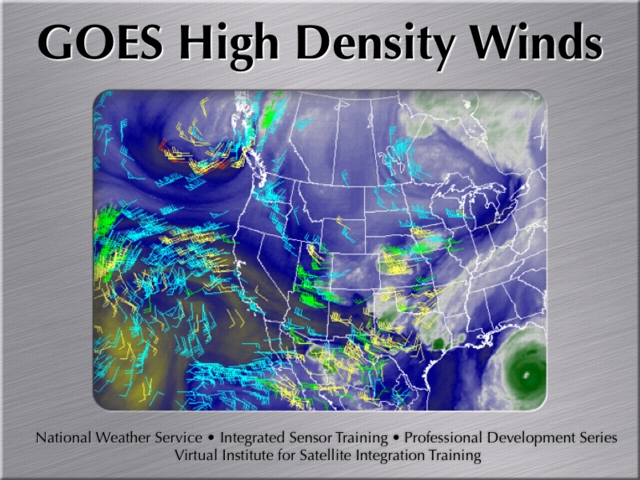 GOES High Density Winds
National Weather Service • Integrated Sensor Training • Professional Development Series
Virtual Institute for Satellite Integration Training